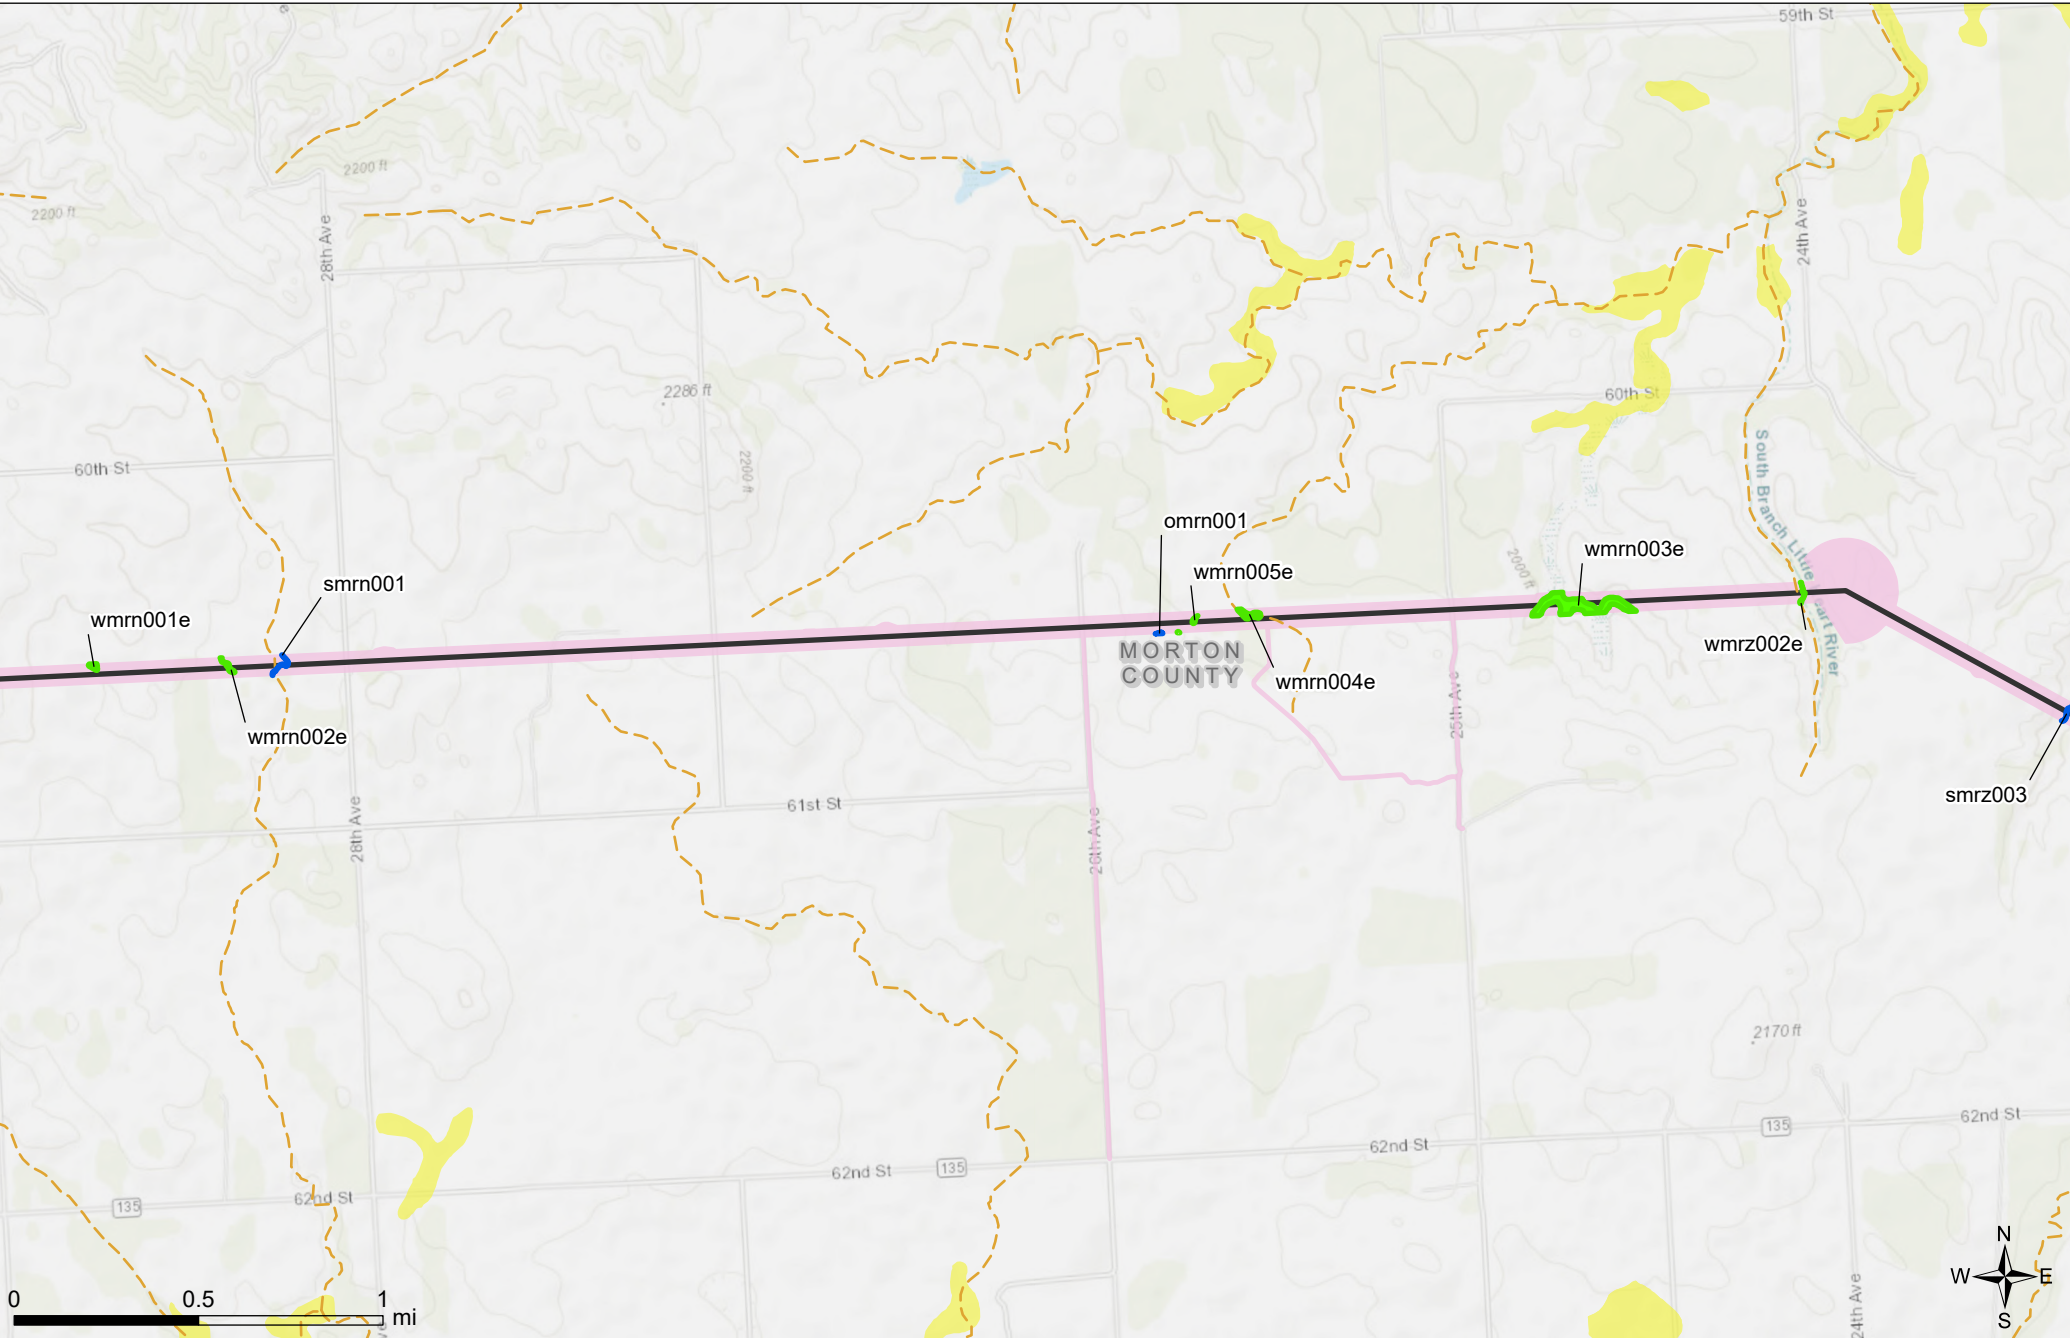 59th St
2200 ft
2200 ft
28th Ave
24th Ave
2286 ft
60th St
60th St
2200 ft
South Branch Little
omrn001
wmrn003e
2000 ft
wmrn005e
smrn001
wmrn001e
MORTON
COUNTY
wmrz002e
art River
wmrn004e
25th Ave
wmrn002e
smrz003
61st St
28th Ave
26th Ave
2170 ft
62nd St
135
62nd St
135
62nd St
62nd St
135
N
W
E
S
0
0.5
1
mi
24th Ave
ve